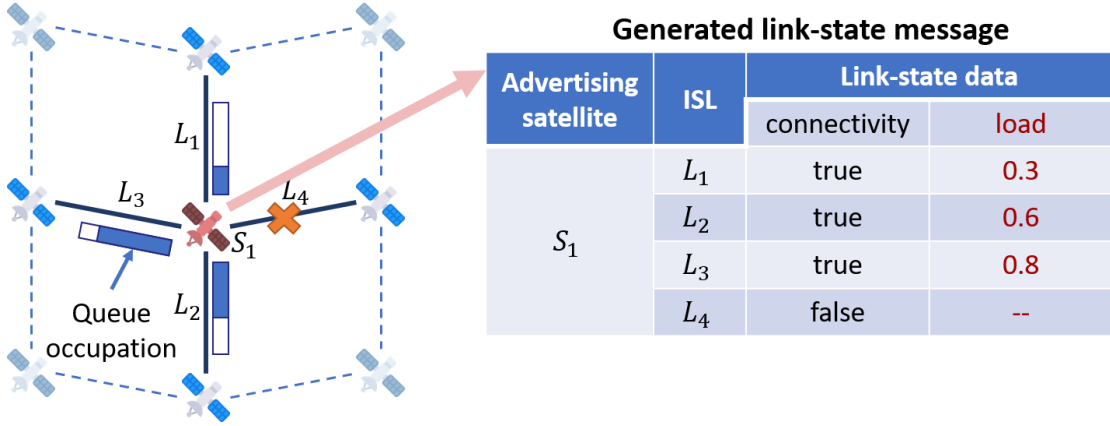 Generated link-state message
Advertising satellite
ISL
Link-state data
connectivity
load
S₁
L₁
true
0.3
L₂
true
0.6
L₃
true
0.8
L₄
false
--
L₁
L₃
L₄
S₁
L₂
Queue
occupation